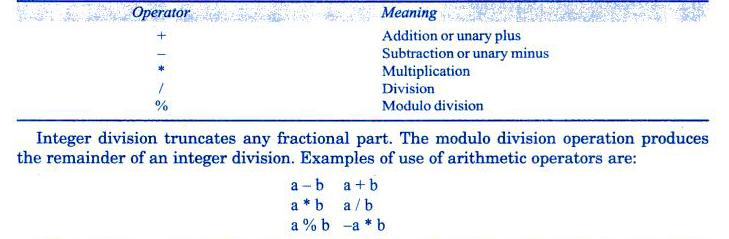 Operator Meaning
+ Addition or unary plus
– Subtraction or unary minus
* Multiplication
/ Division
% Modulo division
Integer division truncates any fractional part. The modulo division operation produces
the remainder of an integer division. Examples of use of arithmetic operators are:
a – b a + b
a * b a / b
a % b –a * b